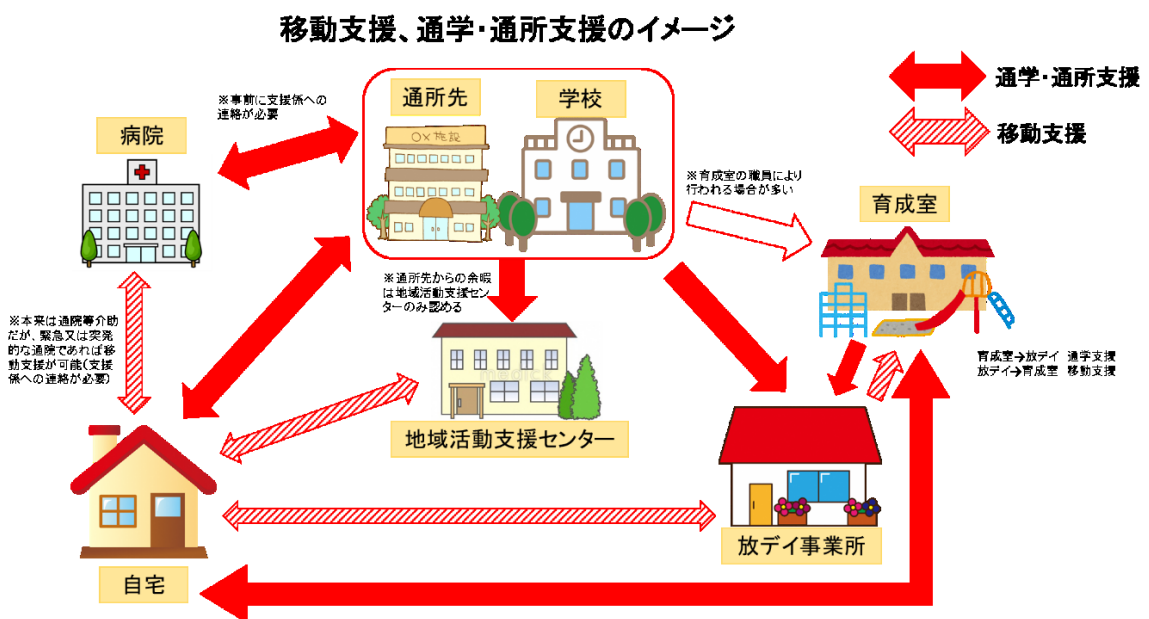 移動支援、通学・通所支援のイメージ
通学・通所支援
移動支援
※事前に支援係への
連絡が必要
通所先
学校
病院
○×施設
※育成室の職員により
行われる場合が多い
育成室
※通所先からの余暇
は地域活動支援セン
ターのみ認める
※本来は通院等介助
だが、緊急又は突発
的な通院であれば移
動支援が可能(支援
係への連絡が必要)
育成室→放デイ 通学支援
放デイ→育成室 移動支援
地域活動支援センター
放デイ事業所
自宅